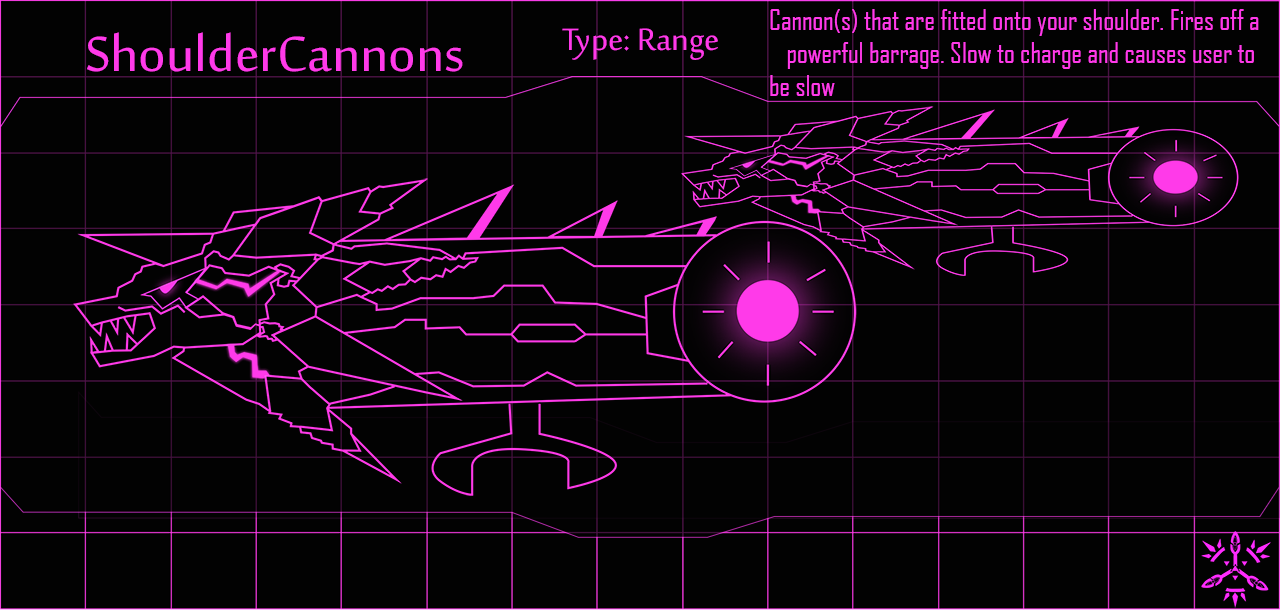 ShoulderCannons
Type: Range
Cannon(s) that are fitted onto your shoulder. Fires off a
powerful barrage. Slow to charge and causes user to
be slow